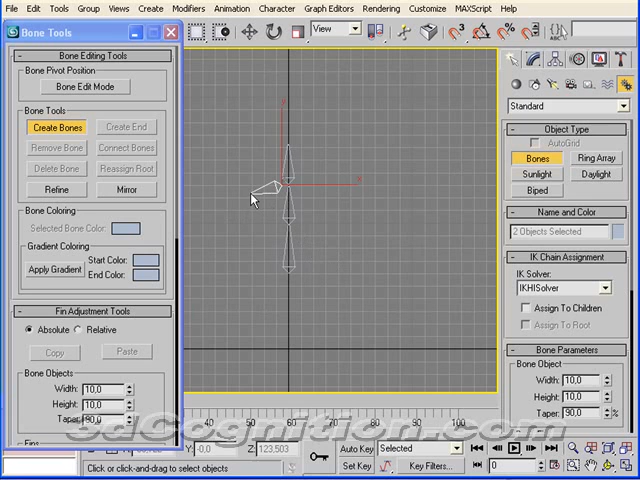 File Edit Tools Group Views Create Modifiers Animation Character Graph Editors Rendering Customize MAXScript Help
Bone Tools
View
Bone Editing Tools
Bone Pivot Position
Bone Edit Mode
Bone Tools
Create Bones Create End
Remove Bone Connect Bones
Delete Bone Reassign Root
Refine Mirror
Bone Coloring
Selected Bone Color:
Gradient Coloring
Apply Gradient
Start Color:
End Color:
Fin Adjustment Tools
Absolute Relative
Copy Paste
Bone Objects
Width: 10,0
Height: 10,0
Taper: 90,0
Fins
y
x
Standard
Object Type
AutoGrid
Bones Ring Array
Sunlight Daylight
Biped
Name and Color
2 Objects Selected
IK Chain Assignment
IK Solver:
IKHISolver
Assign To Children
Assign To Root
Bone Parameters
Bone Object
Width: 10,0
Height: 10,0
Taper: 90,0 %
30 40 50 60 70 80 90 100
3dCognition.com
Y: -0,0 Z: 123,503
Auto Key Selected
Set Key Key Filters...
0
Click or click-and-drag to select objects